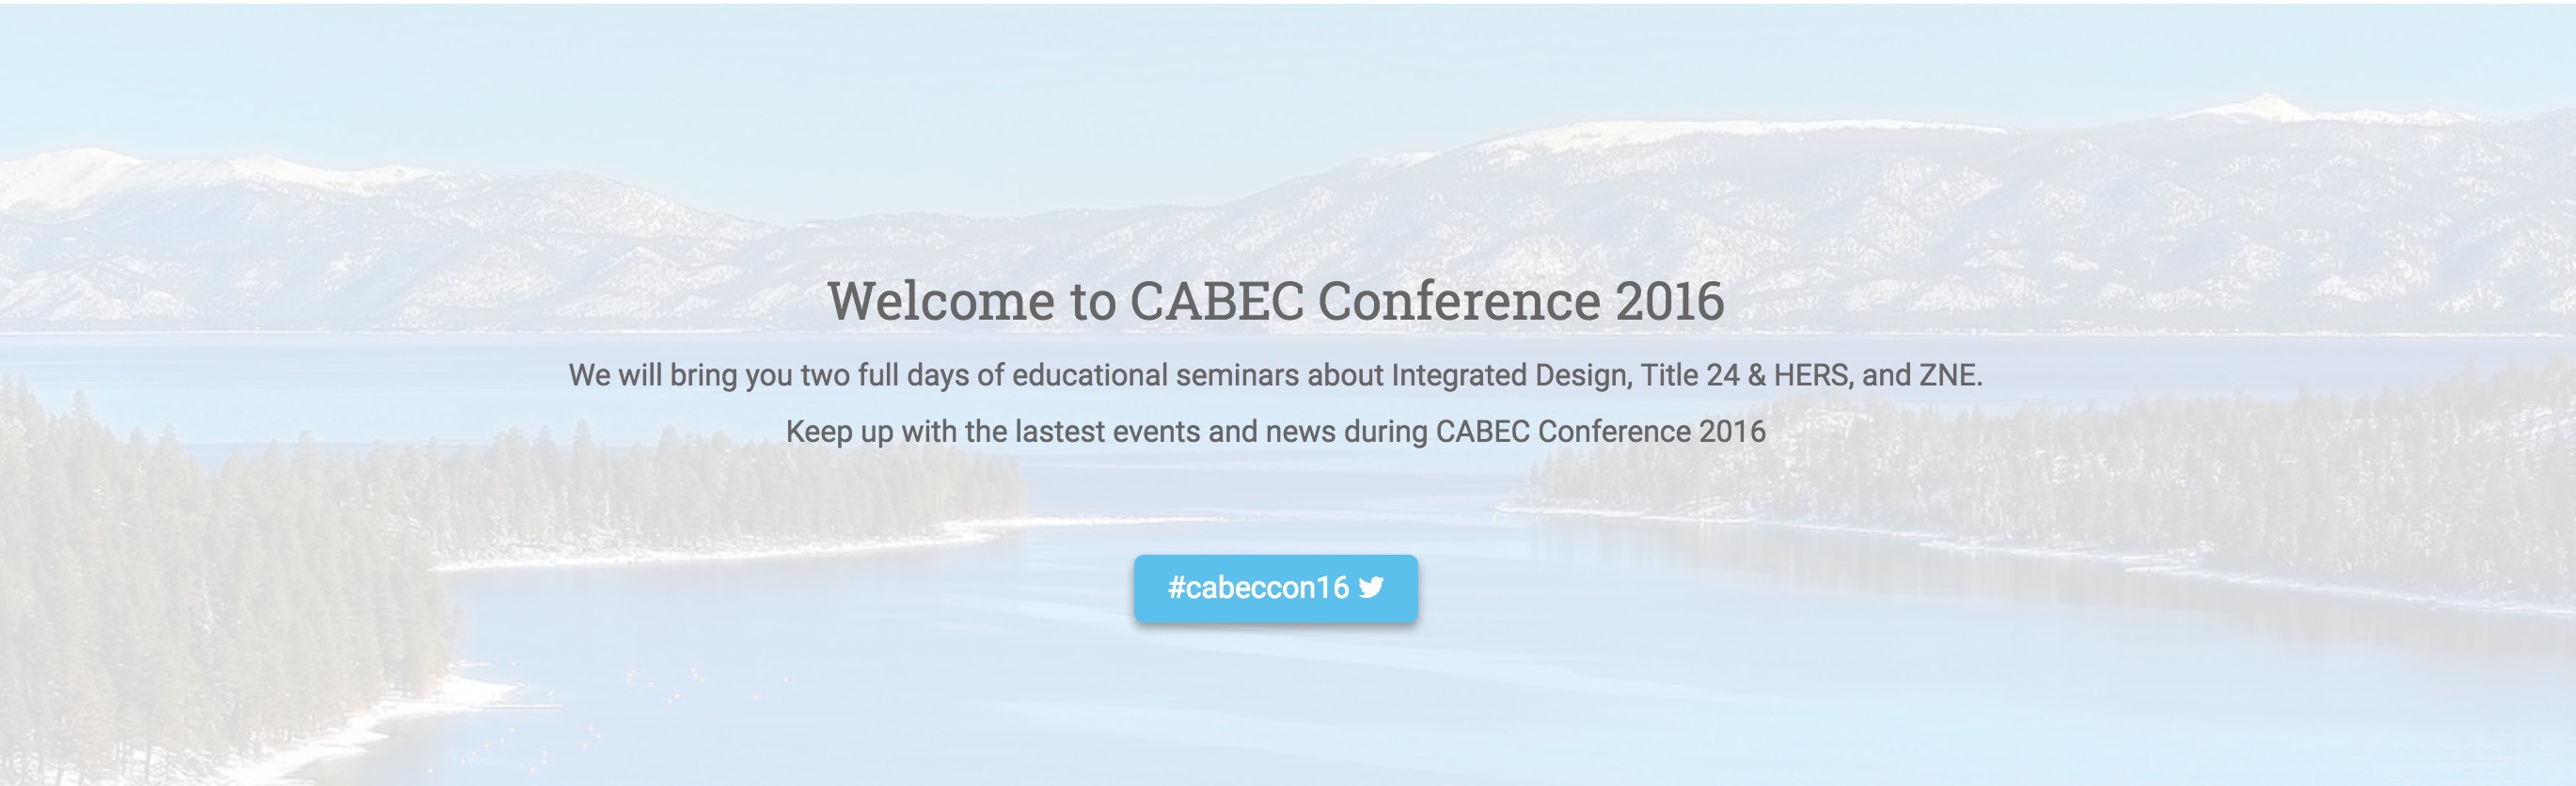 Welcome to CABEC Conference 2016
We will bring you two full days of educational seminars about Integrated Design, Title 24 & HERS, and ZNE.
Keep up with the lastest events and news during CABEC Conference 2016
#cabeccon16